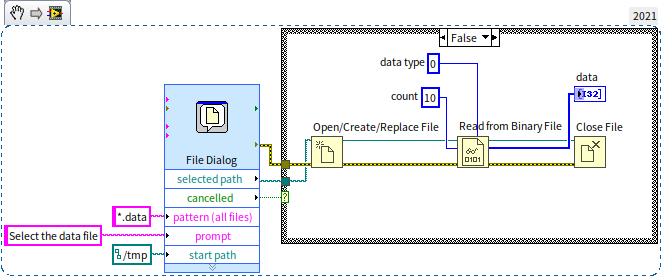 2021
False
data type 0
count 10
data
I32
Open/Create/Replace File
Read from Binary File
Close File
0101
File Dialog
selected path
cancelled
?
*.data
pattern (all files)
Select the data file
prompt
/tmp
start path